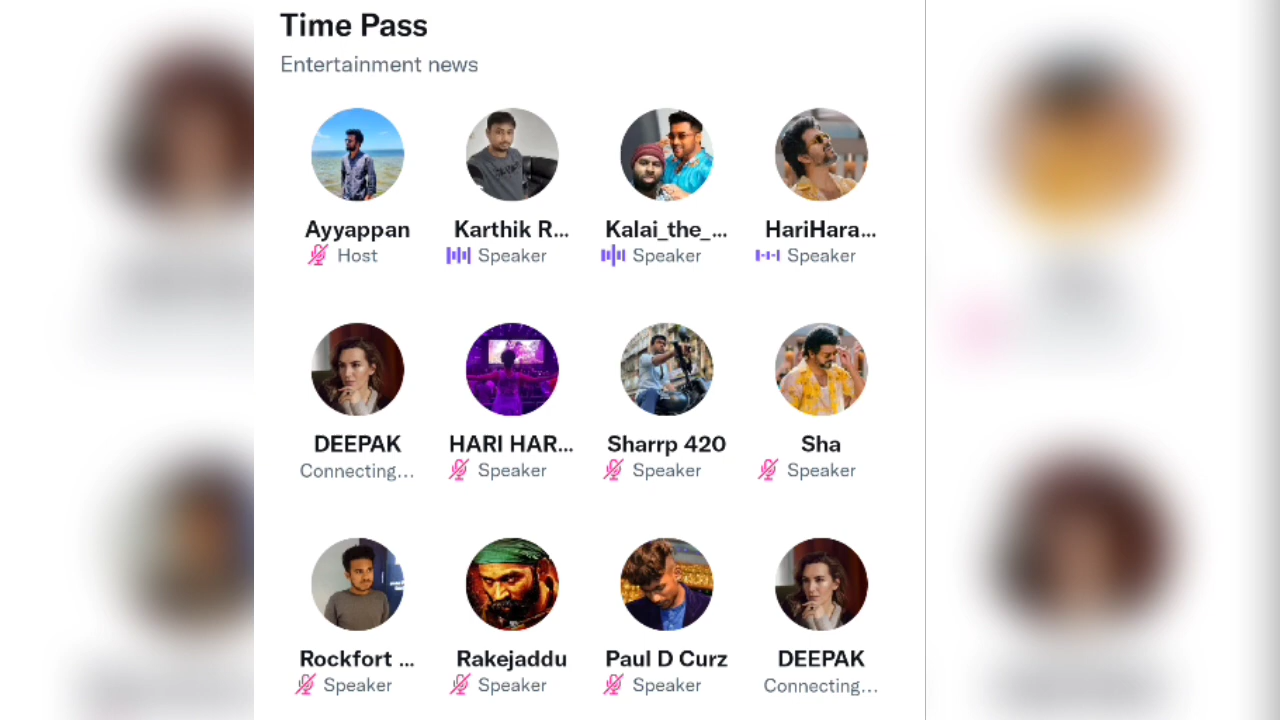 Time Pass
Entertainment news
Ayyappan Karthik R... Kalai_the_... HariHara...
Host Speaker Speaker Speaker
DEEPAK HARI HAR... Sharrp 420 Sha
Connecting... Speaker Speaker Speaker
Rockfort ... Rakejaddu Paul D Curz DEEPAK
Speaker Speaker Speaker Connecting...